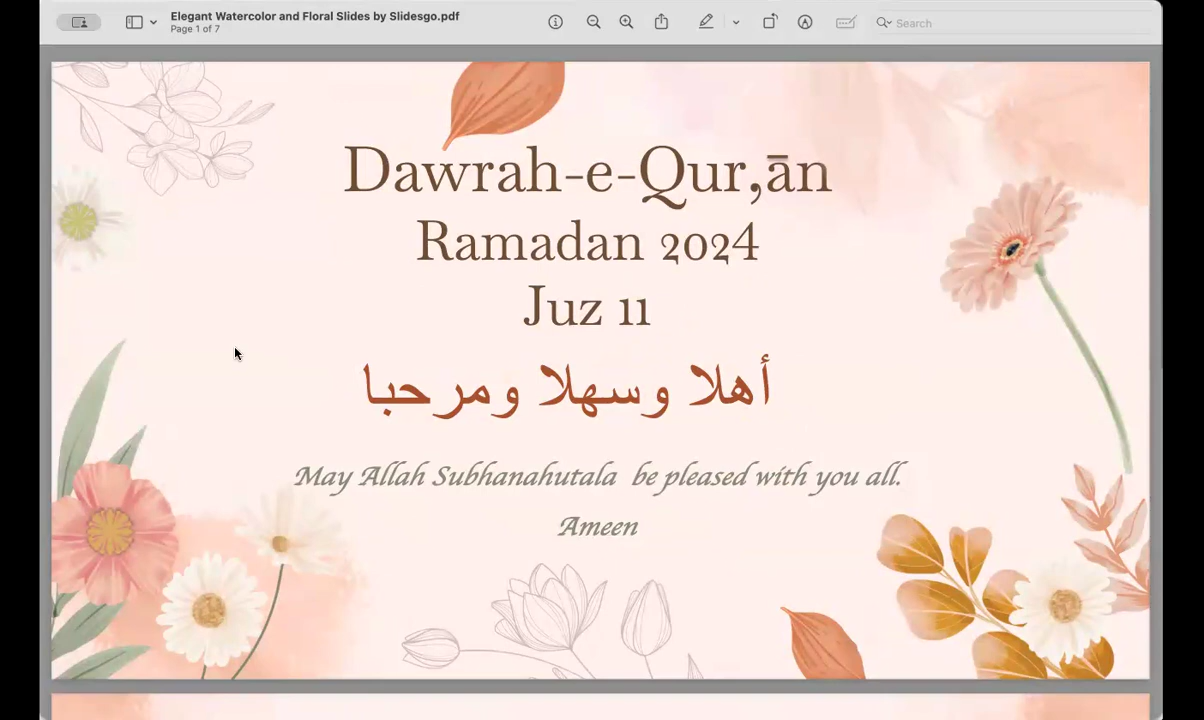 Elegant Watercolor and Floral Slides by Slidesgo.pdf
Page 1 of 7
Search
Dawrah-e-Qur,ān
Ramadan 2024
Juz 11
أهلا وسهلا ومرحبا
May Allah Subhanahutala be pleased with you all.
Ameen